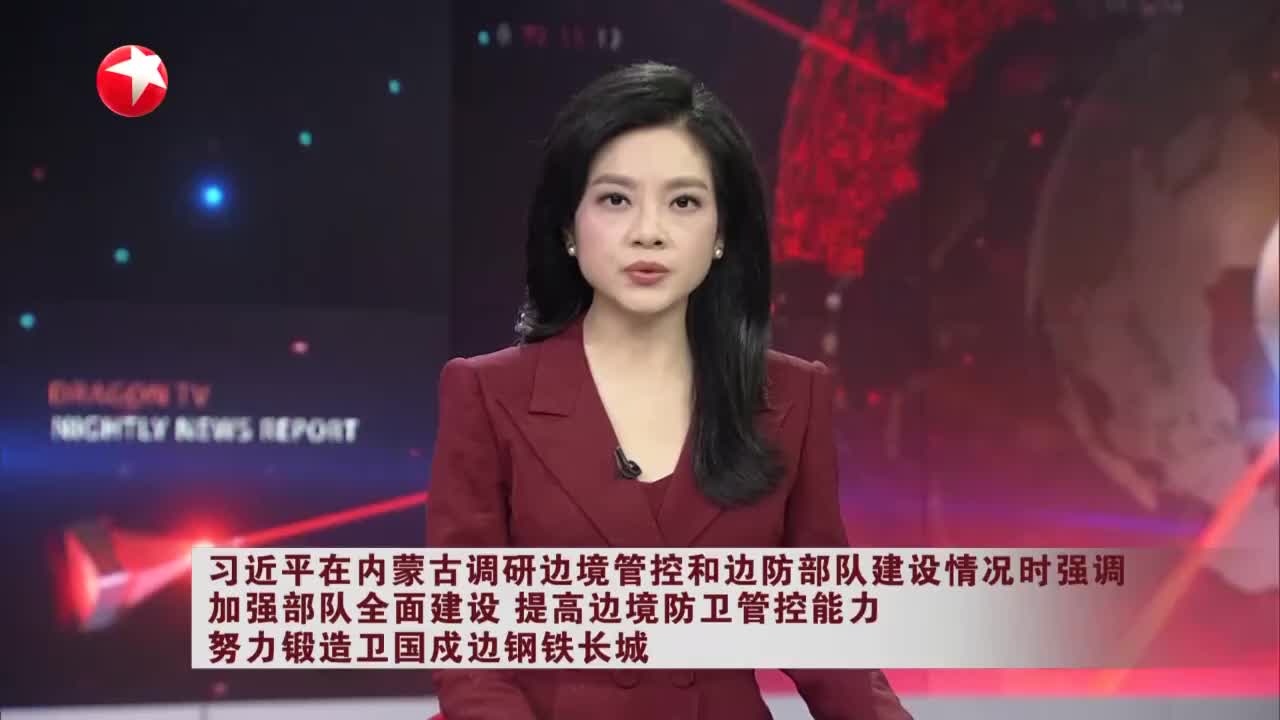 DRAGON TV
NIGHTLY NEWS REPORT
习近平在内蒙古调研边境管控和边防部队建设情况时强调
加强部队全面建设 提高边境防卫管控能力
努力锻造卫国戍边钢铁长城